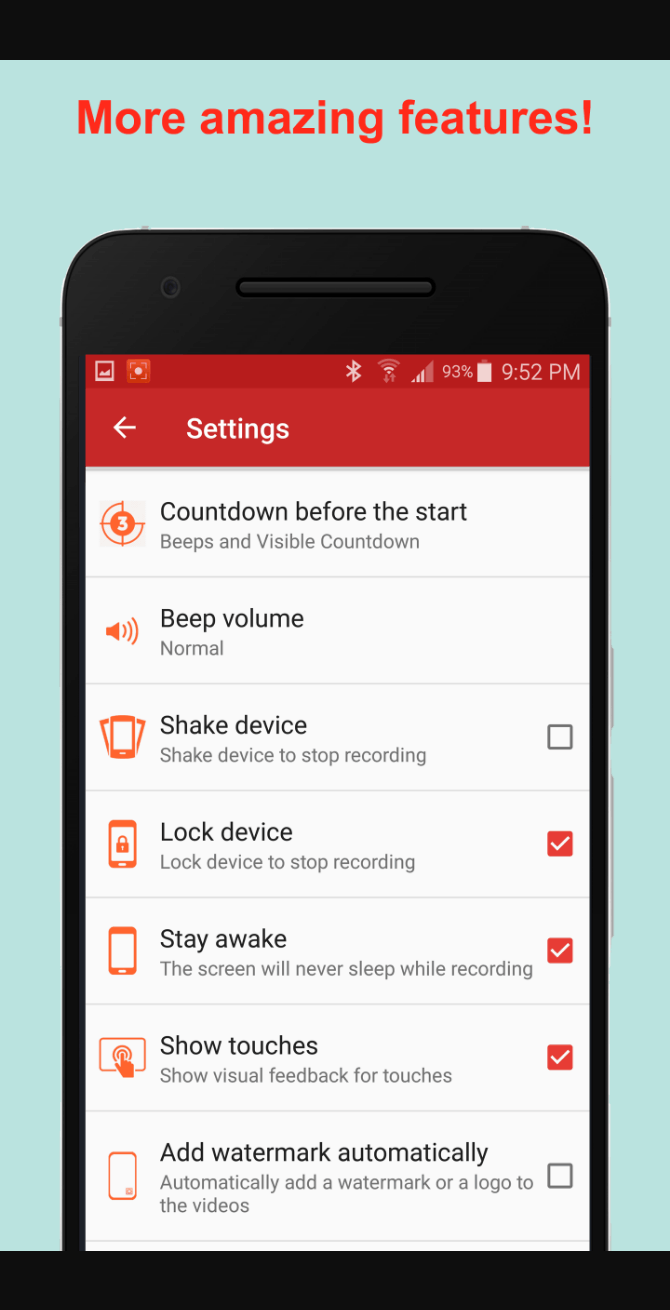 More amazing features!
93% 9:52 PM
Settings
3
Countdown before the start
Beeps and Visible Countdown
Beep volume
Normal
Shake device
Shake device to stop recording
Lock device
Lock device to stop recording
Stay awake
The screen will never sleep while recording
Show touches
Show visual feedback for touches
Add watermark automatically
Automatically add a watermark or a logo to
the videos